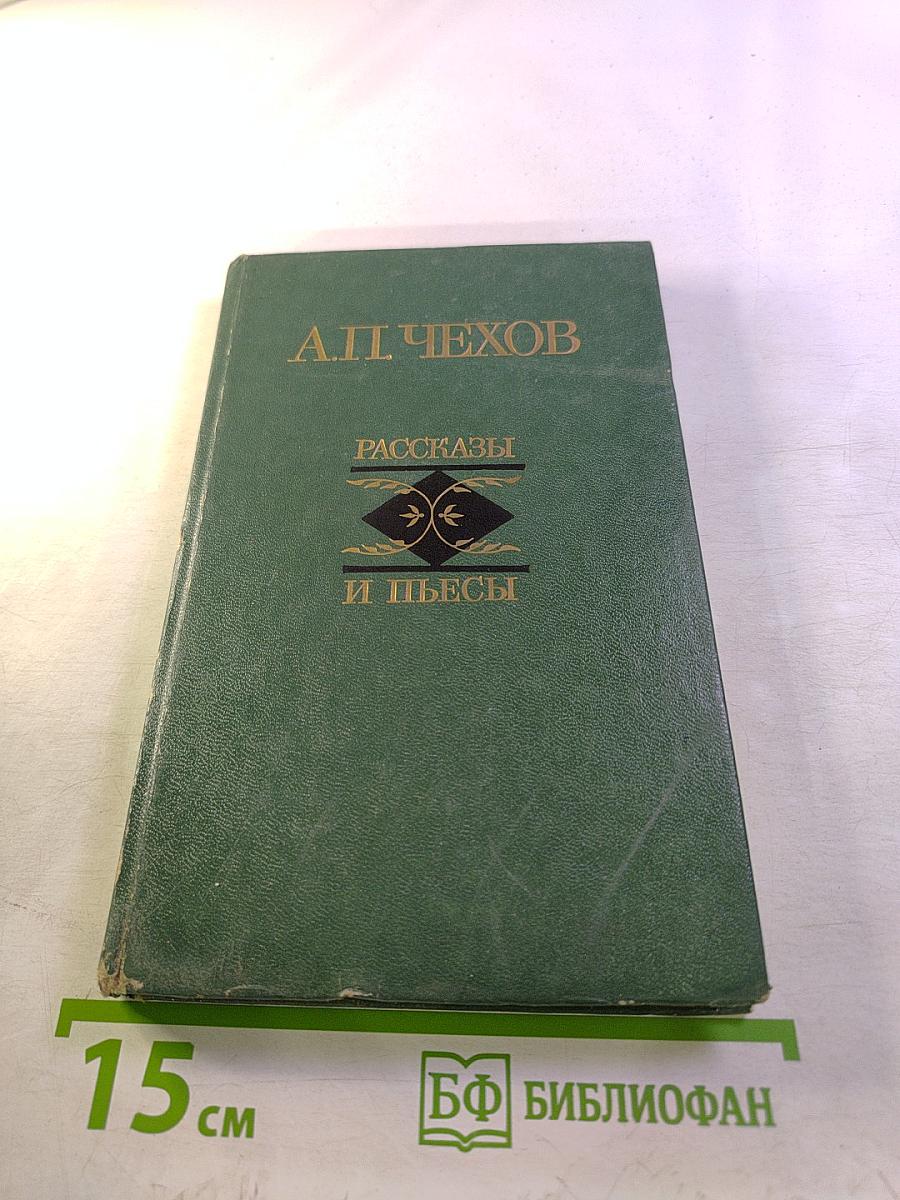 А.П. ЧЕХОВ
РАССКАЗЫ
И ПЬЕСЫ
15 см
БФ БИБЛИОФАН